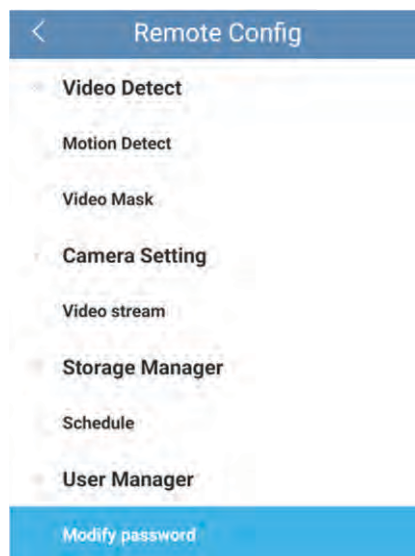 Remote Config
Video Detect
Motion Detect
Video Mask
Camera Setting
Video stream
Storage Manager
Schedule
User Manager
Modify password